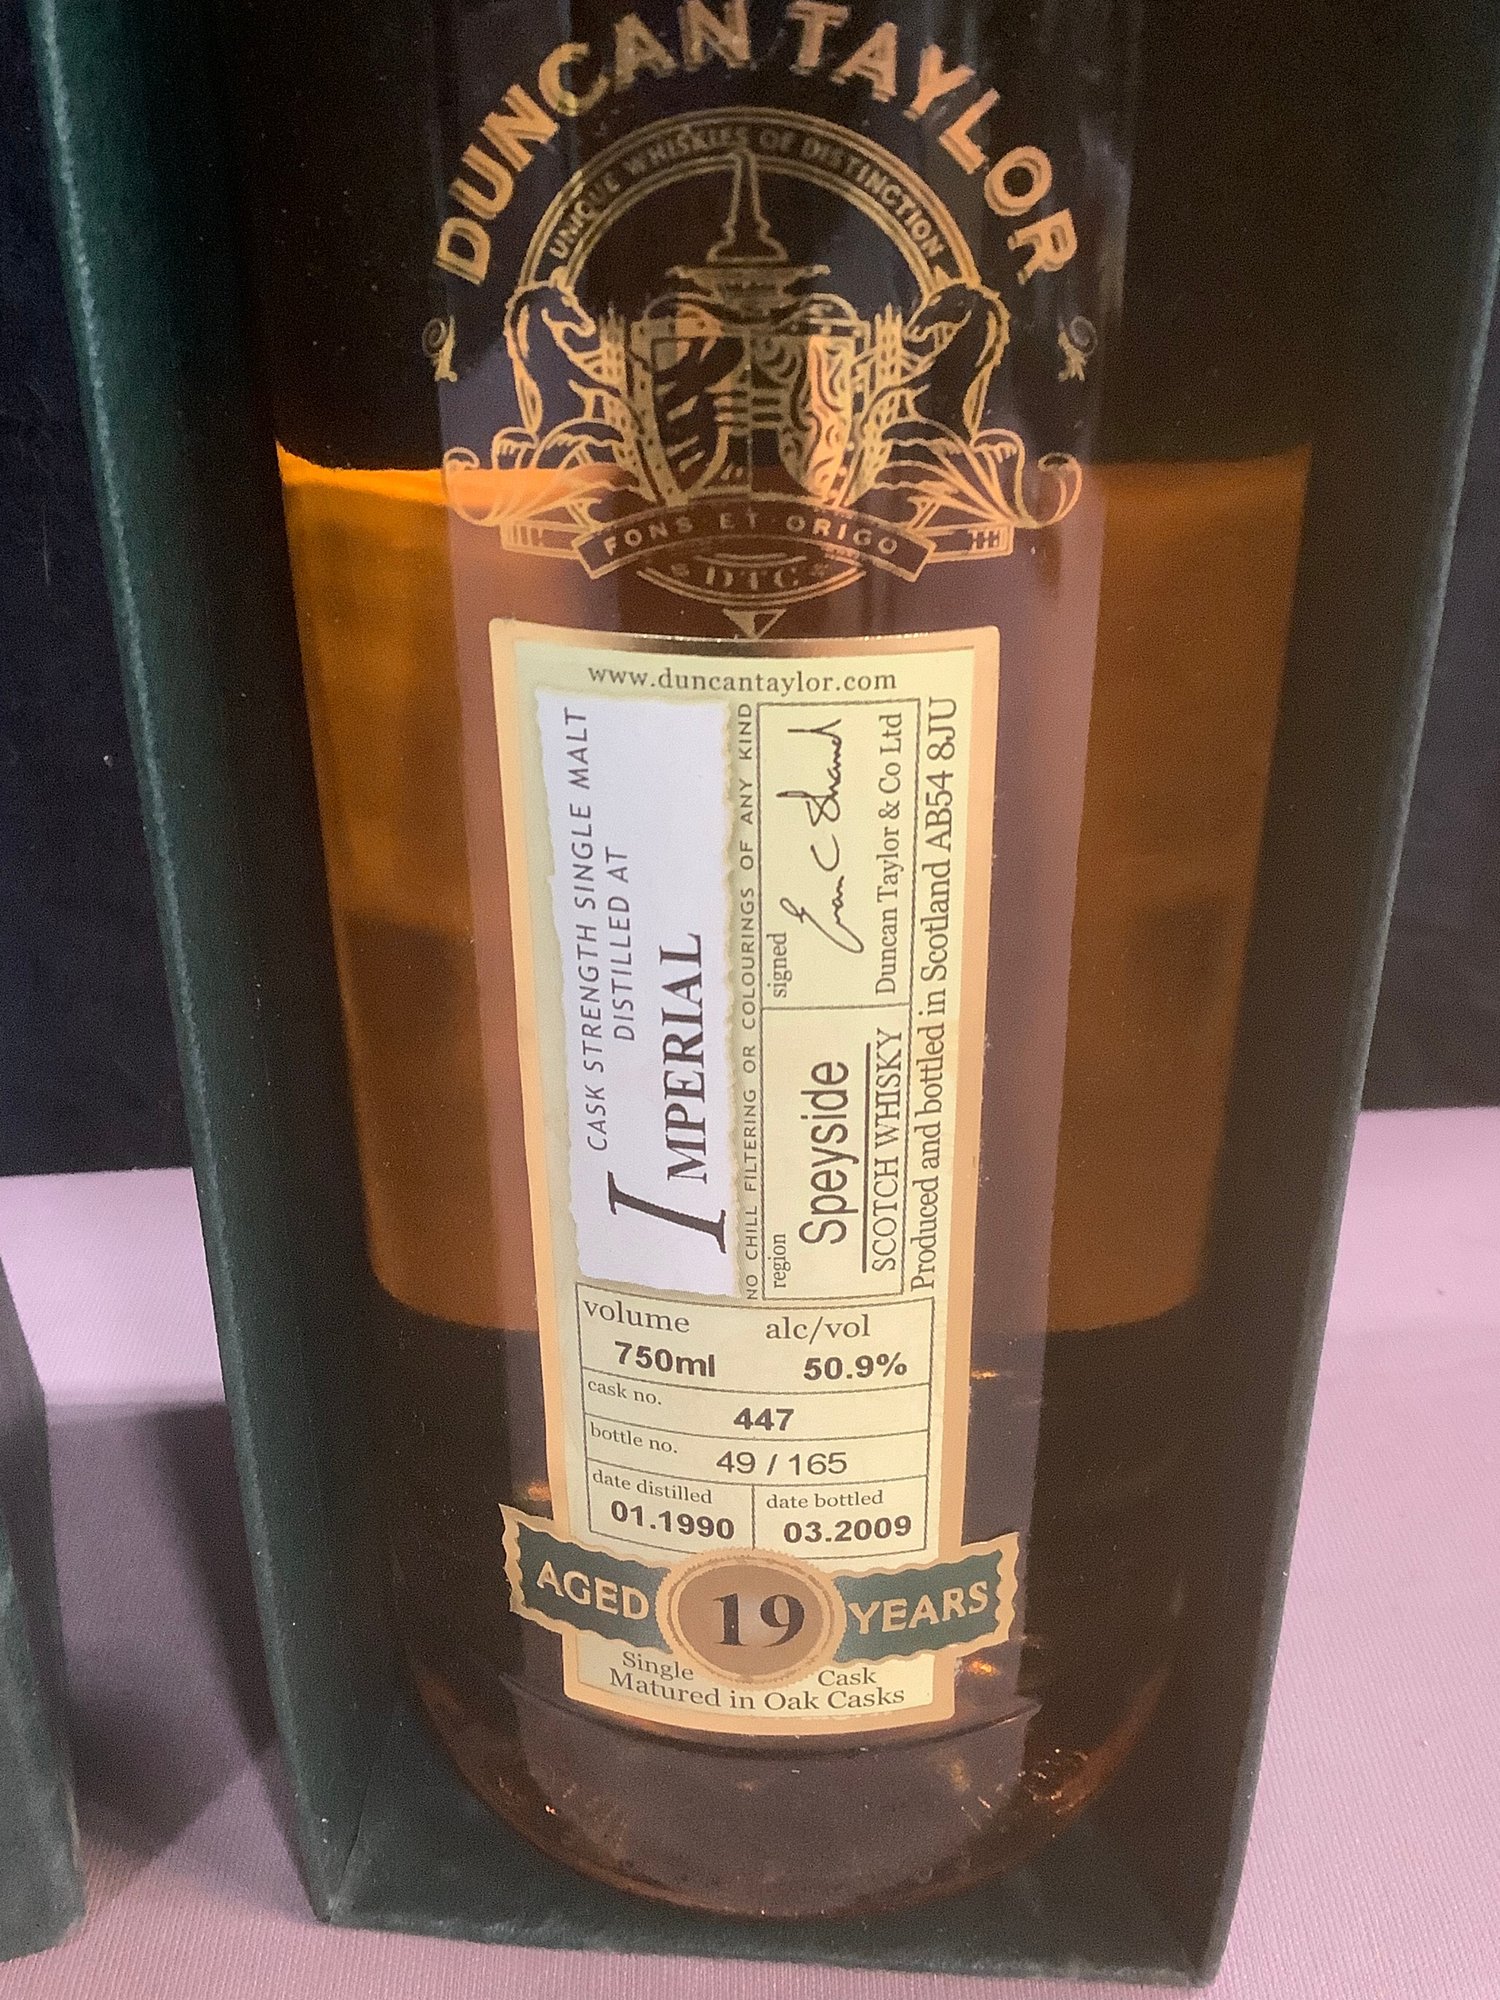 DUNCAN TAYLOR
UNIQUE WHISKIES OF DISTINCTION
FONS ET ORIGO
DTC
www.duncantaylor.com
CASK STRENGTH SINGLE MALT
DISTILLED AT
IMPERIAL
NO CHILL FILTERING OR COLOURINGS OF ANY KIND
region
Speyside
SCOTCH WHISKY
signed
Euan C Shand
Duncan Taylor & Co Ltd
Produced and bottled in Scotland AB54 8JU
volume alc/vol
750ml 50.9%
cask no.
447
bottle no.
49 / 165
date distilled date bottled
01.1990 03.2009
AGED 19 YEARS
Single Cask
Matured in Oak Casks